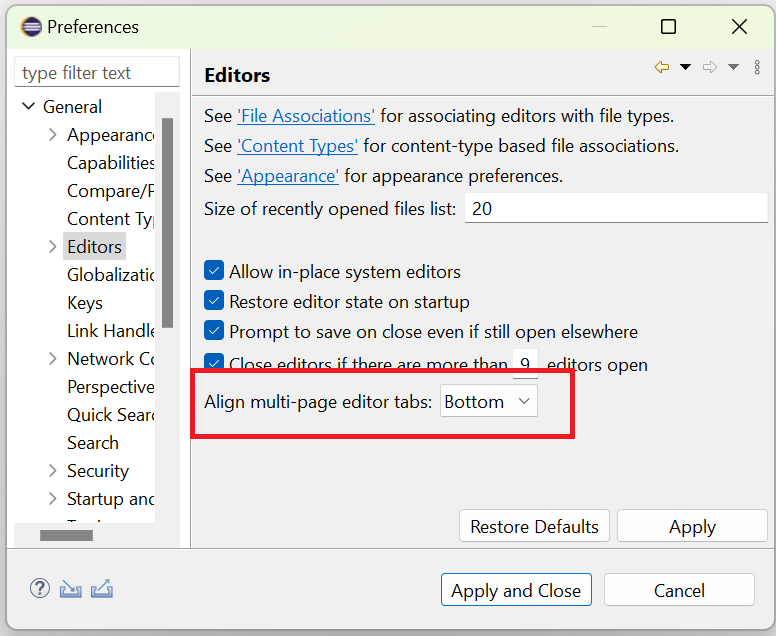 Preferences
type filter text
General
Appearance
Capabilities
Compare/P
Content Typ
Editors
Globalizatio
Keys
Link Handle
Network Co
Perspective
Quick Searc
Search
Security
Startup and
Editors
See 'File Associations' for associating editors with file types.
See 'Content Types' for content-type based file associations.
See 'Appearance' for appearance preferences.
Size of recently opened files list: 20
Allow in-place system editors
Restore editor state on startup
Prompt to save on close even if still open elsewhere
Close editors if there are more than 9 editors open
Align multi-page editor tabs: Bottom
Restore Defaults Apply
Apply and Close Cancel